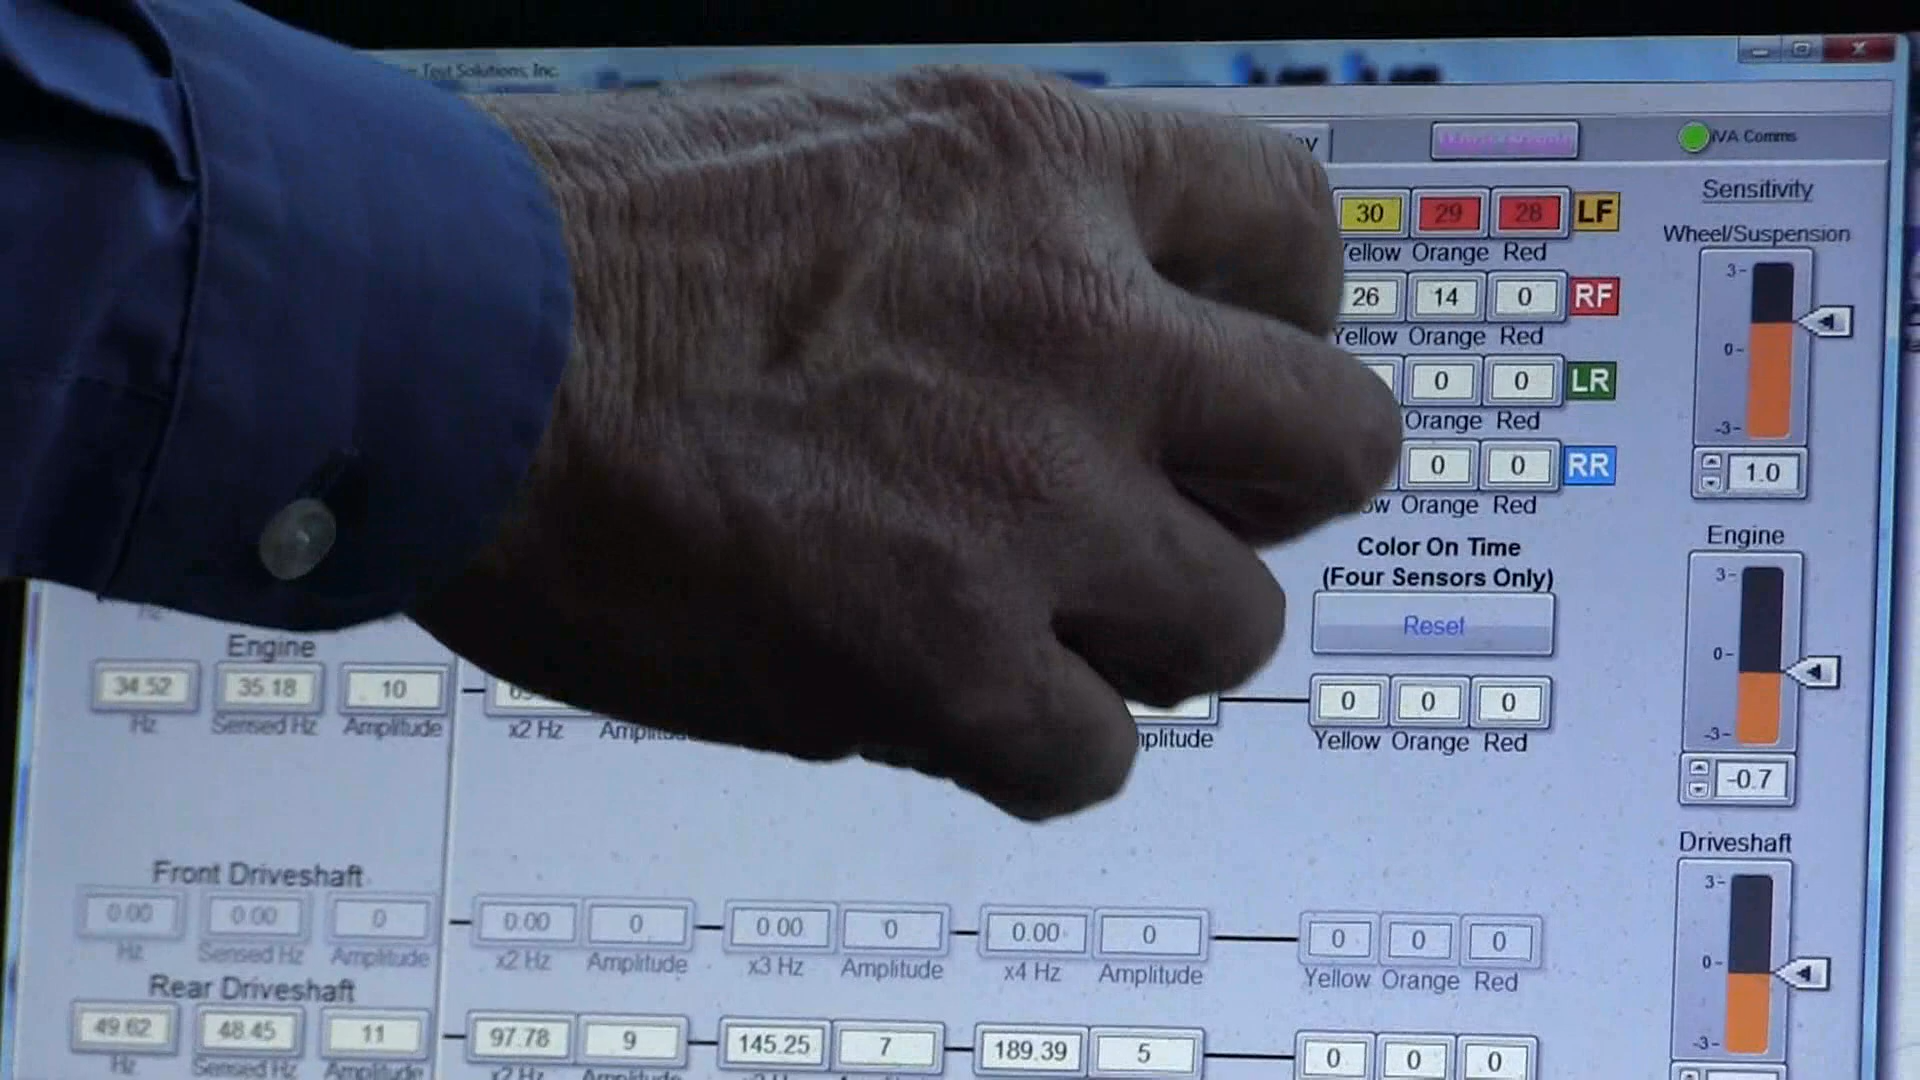 Test Solutions, Inc.
IVA Comms
30 29 28 LF
Yellow Orange Red
26 14 0 RF
Yellow Orange Red
0 0 LR
Orange Red
0 0 RR
Orange Red
Color On Time
(Four Sensors Only)
Reset
Sensitivity
Wheel/Suspension
3
0
-3
1.0
Engine
3
0
-3
-0.7
Driveshaft
3
0
-3
Engine
34.52 35.18 10 0 0 0
Hz Sensed Hz Amplitude x2 Hz Amplitude Yellow Orange Red
Front Driveshaft
0.00 0.00 0 0.00 0 0.00 0 0.00 0 0 0 0
Hz Sensed Hz Amplitude x2 Hz Amplitude x3 Hz Amplitude x4 Hz Amplitude Yellow Orange Red
Rear Driveshaft
49.62 48.45 11 97.78 9 145.25 7 189.39 5 0 0 0
Hz Sensed Hz Amplitude x2 Hz Amplitude